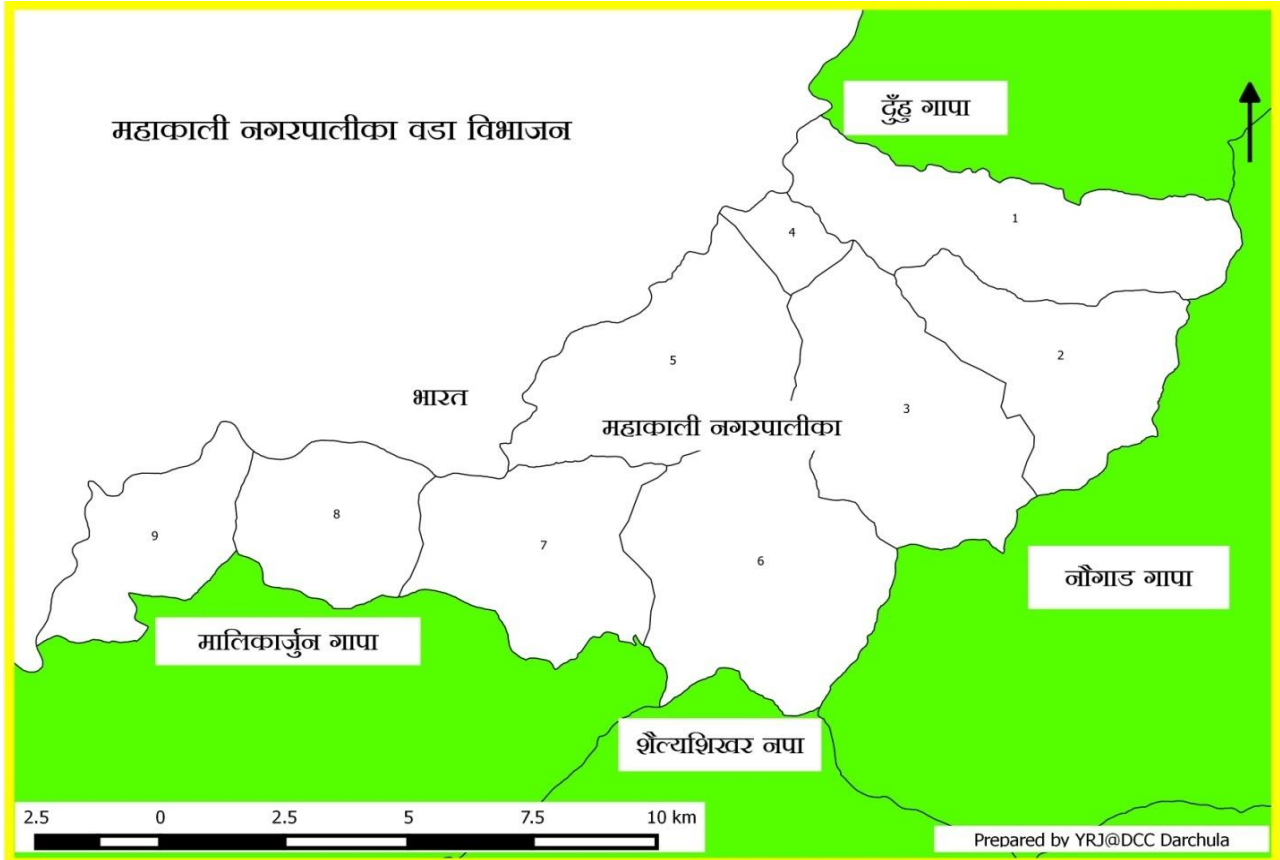 महाकाली नगरपालीका वडा विभाजन
दुँहु गापा
1
4
2
5
3
भारत
महाकाली नगरपालीका
8
9
7
6
नौगाड गापा
मालिकार्जुन गापा
शैल्यशिखर नपा
2.5 0 2.5 5 7.5 10 km
Prepared by YRJ@DCC Darchula